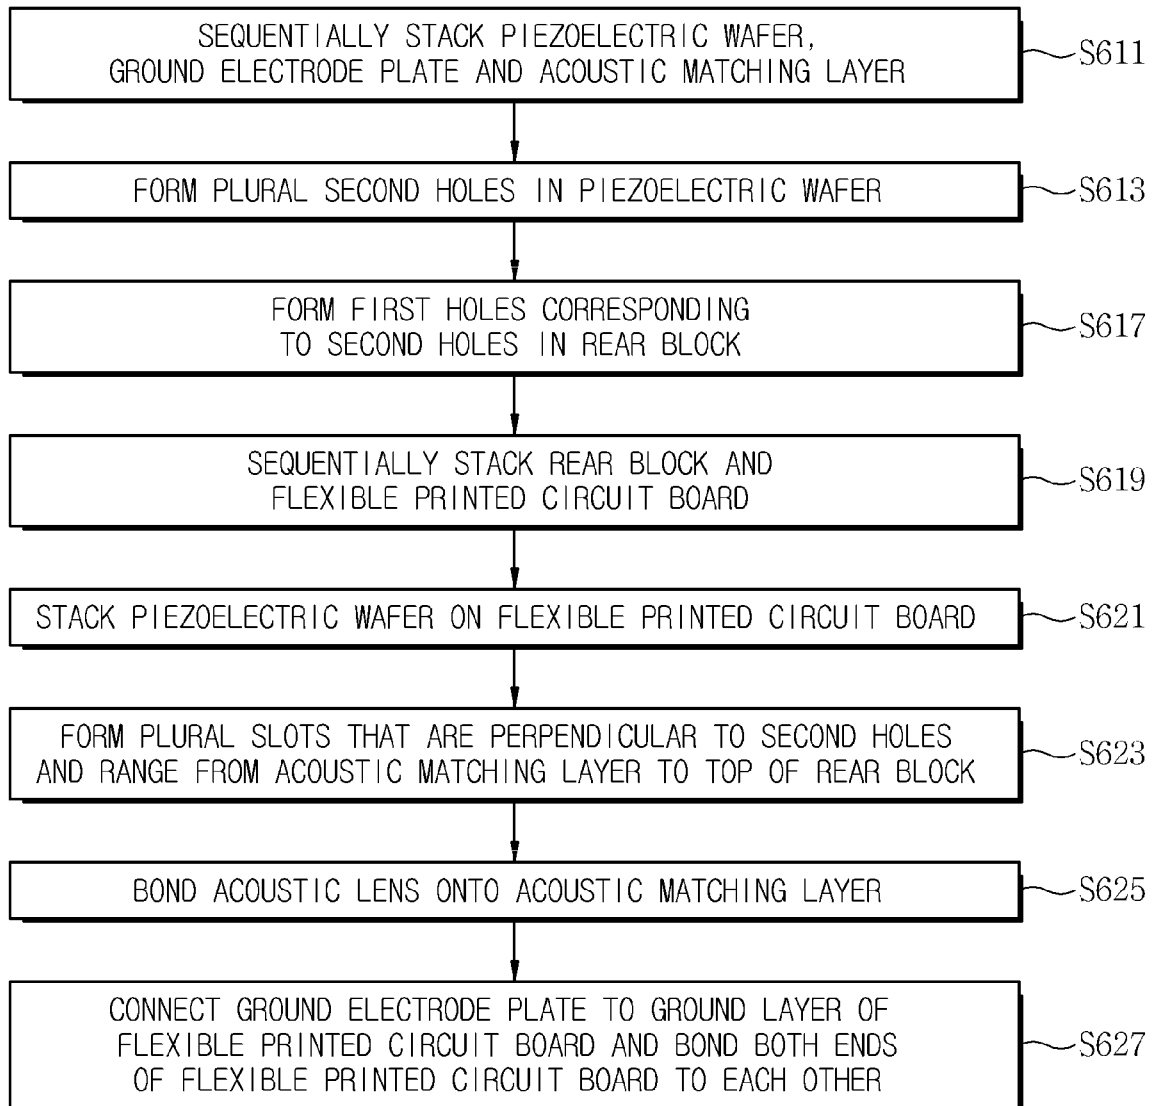 SEQUENTIALLY STACK PIEZOELECTRIC WAFER,
GROUND ELECTRODE PLATE AND ACOUSTIC MATCHING LAYER
S611
FORM PLURAL SECOND HOLES IN PIEZOELECTRIC WAFER
S613
FORM FIRST HOLES CORRESPONDING
TO SECOND HOLES IN REAR BLOCK
S617
SEQUENTIALLY STACK REAR BLOCK AND
FLEXIBLE PRINTED CIRCUIT BOARD
S619
STACK PIEZOELECTRIC WAFER ON FLEXIBLE PRINTED CIRCUIT BOARD
S621
FORM PLURAL SLOTS THAT ARE PERPENDICULAR TO SECOND HOLES
AND RANGE FROM ACOUSTIC MATCHING LAYER TO TOP OF REAR BLOCK
S623
BOND ACOUSTIC LENS ONTO ACOUSTIC MATCHING LAYER
S625
CONNECT GROUND ELECTRODE PLATE TO GROUND LAYER OF
FLEXIBLE PRINTED CIRCUIT BOARD AND BOND BOTH ENDS
OF FLEXIBLE PRINTED CIRCUIT BOARD TO EACH OTHER
S627